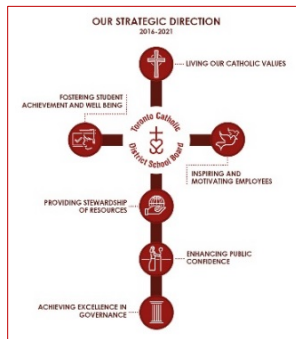 OUR STRATEGIC DIRECTION
2016-2021
LIVING OUR CATHOLIC VALUES
FOSTERING STUDENT
ACHIEVEMENT AND WELL BEING
Toronto Catholic
District School Board
INSPIRING AND
MOTIVATING EMPLOYEES
PROVIDING STEWARDSHIP
OF RESOURCES
ENHANCING PUBLIC
CONFIDENCE
ACHIEVING EXCELLENCE IN
GOVERNANCE